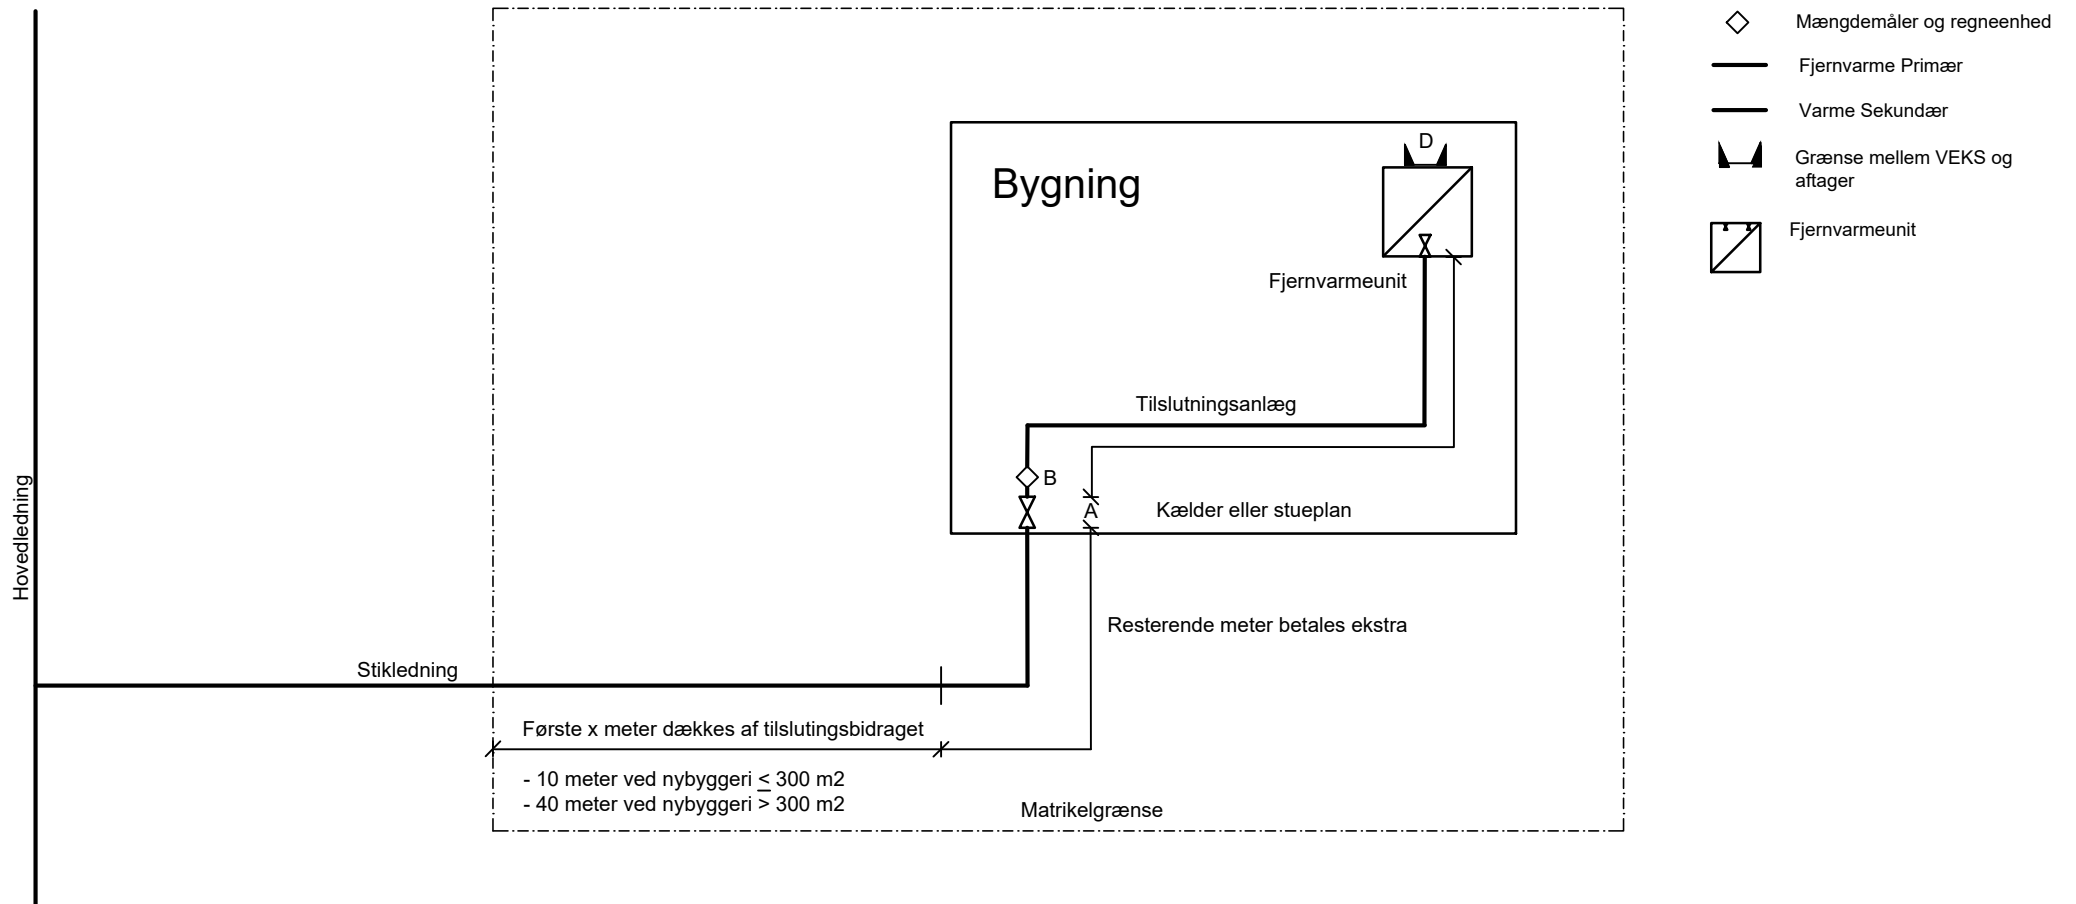 Mængdemåler og regneenhed
Fjernvarme Primær
Varme Sekundær
Grænse mellem VEKS og
aftager
Fjernvarmeunit
D
Bygning
Fjernvarmeunit
Tilslutningsanlæg
B
A
Kælder eller stueplan
Hovedledning
Resterende meter betales ekstra
Stikledning
Første x meter dækkes af tilslutingsbidraget
- 10 meter ved nybyggeri ≤ 300 m2
- 40 meter ved nybyggeri > 300 m2
Matrikelgrænse